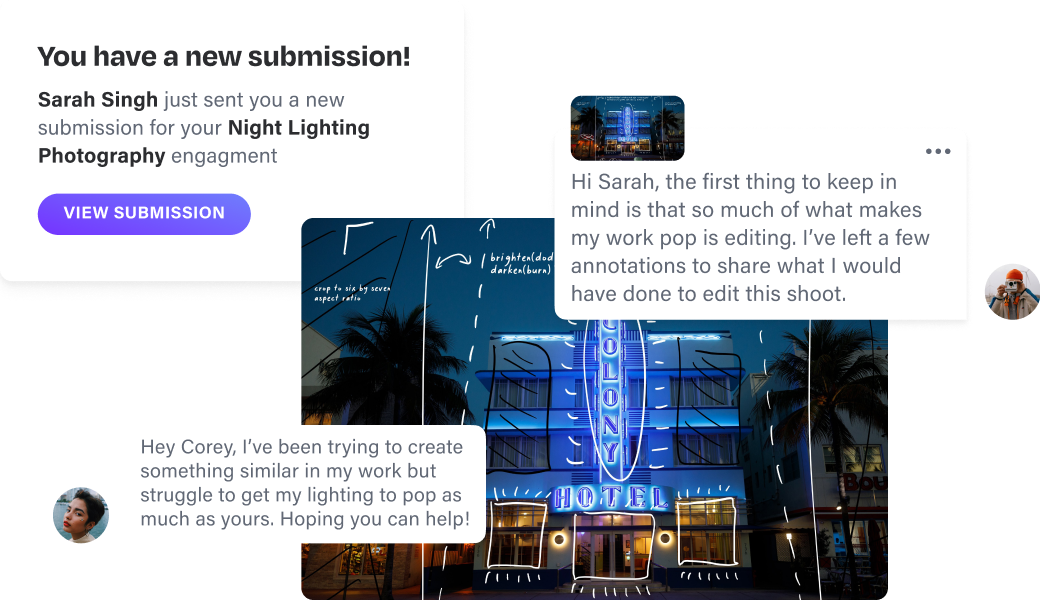 You have a new submission!
Sarah Singh just sent you a new
submission for your Night Lighting
Photography engagment
VIEW SUBMISSION
Hi Sarah, the first thing to keep in
mind is that so much of what makes
my work pop is editing. I’ve left a few
annotations to share what I would
have done to edit this shoot.
brighten(dod
darken(burn)
crop to six by seven
aspect ratio
COLONY
HOTEL
Hey Corey, I’ve been trying to create
something similar in my work but
struggle to get my lighting to pop as
much as yours. Hoping you can help!